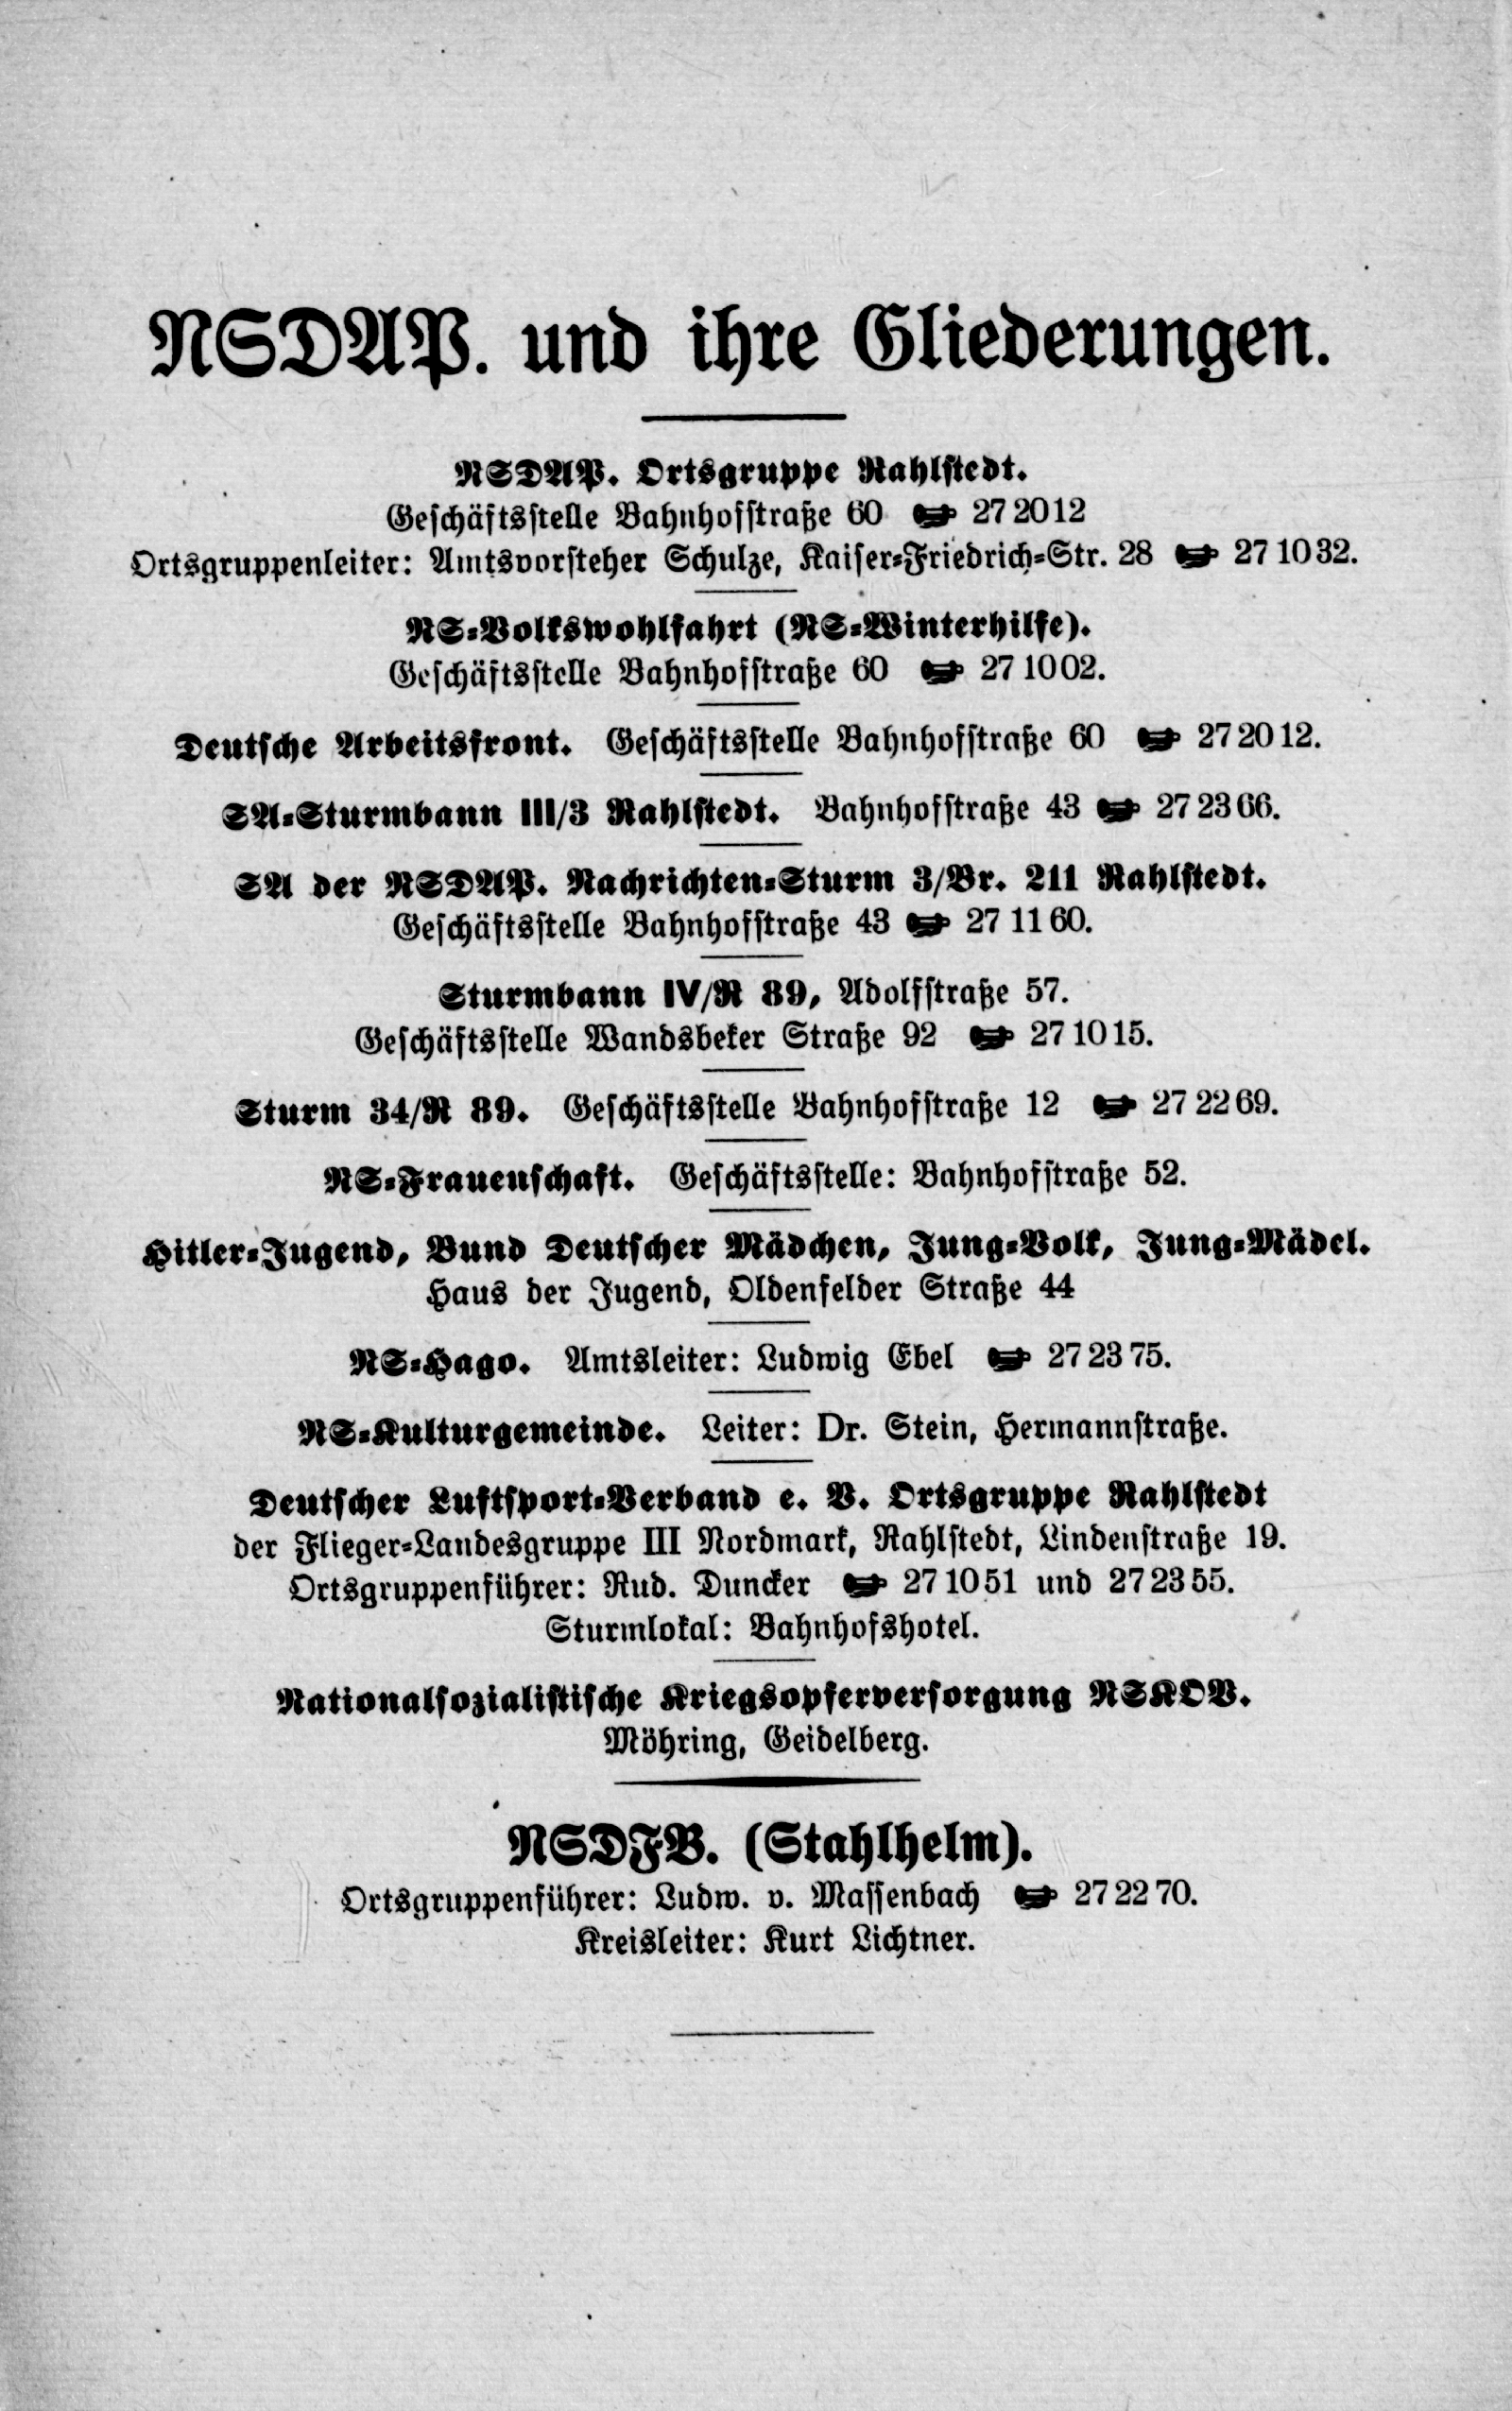 NSDAP. und ihre Gliederungen.
NSDAP. Ortsgruppe Rahlstedt.
Geschäftsstelle Bahnhofstraße 60 27 20 12
Ortsgruppenleiter: Amtsvorsteher Schulze, Kaiser-Friedrich-Str. 28 27 10 32.
NS-Volkswohlfahrt (NS-Winterhilfe).
Geschäftsstelle Bahnhofstraße 60 27 10 02.
Deutsche Arbeitsfront. Geschäftsstelle Bahnhofstraße 60 27 20 12.
SA-Sturmbann III/3 Rahlstedt. Bahnhofstraße 43 27 23 66.
SA der NSDAP. Nachrichten-Sturm 3/Br. 211 Rahlstedt.
Geschäftsstelle Bahnhofstraße 43 27 11 60.
Sturmbann IV/R 89, Adolfstraße 57.
Geschäftsstelle Wandsbeker Straße 92 27 10 15.
Sturm 34/R 89. Geschäftsstelle Bahnhofstraße 12 27 22 69.
NS-Frauenschaft. Geschäftsstelle: Bahnhofstraße 52.
Hitler-Jugend, Bund Deutscher Mädchen, Jung-Volk, Jung-Mädel.
Haus der Jugend, Oldenfelder Straße 44
NS-Hago. Amtsleiter: Ludwig Ebel 27 23 75.
NS-Kulturgemeinde. Leiter: Dr. Stein, Hermannstraße.
Deutscher Luftsport-Verband e. V. Ortsgruppe Rahlstedt
der Flieger-Landesgruppe III Nordmark, Rahlstedt, Lindenstraße 19.
Ortsgruppenführer: Rud. Duncker 27 10 51 und 27 23 55.
Sturmlokal: Bahnhofshotel.
Nationalsozialistische Kriegsopferversorgung NSKOV.
Möhring, Geidelberg.
NSDFB. (Stahlhelm).
Ortsgruppenführer: Ludw. v. Massenbach 27 22 70.
Kreisleiter: Kurt Lichtner.